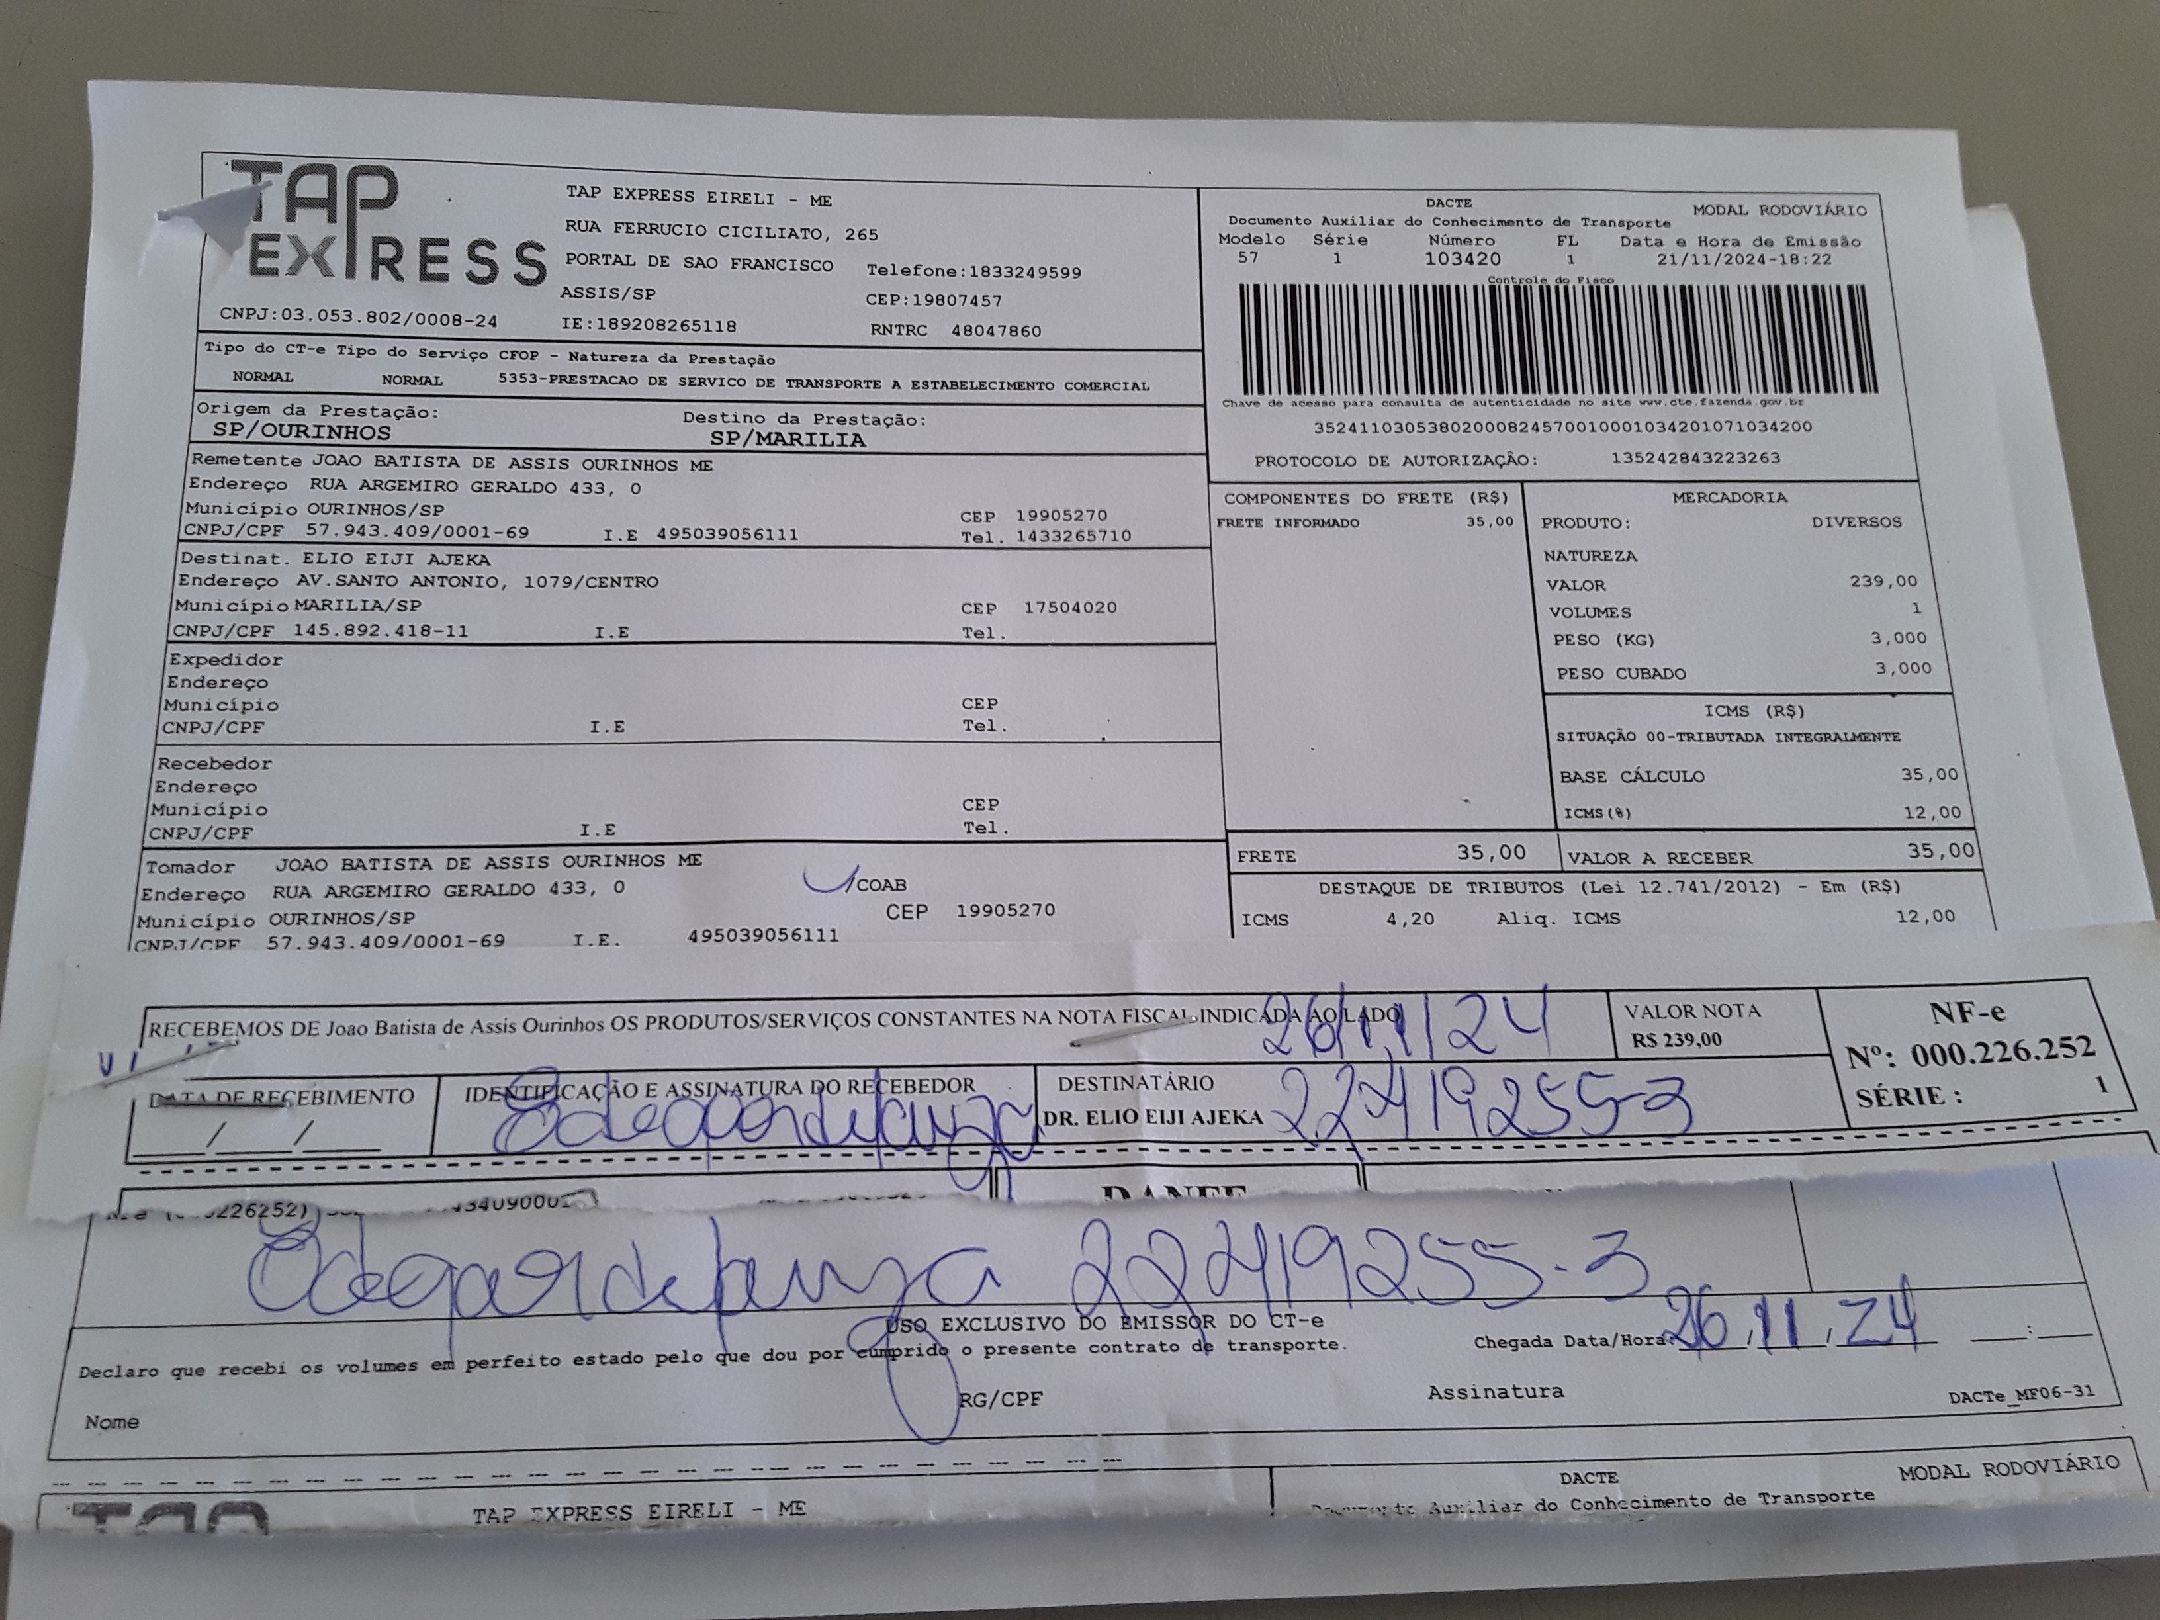 TAP EXPRESS
TAP EXPRESS EIRELI - ME
RUA FERRUCIO CICILIATO, 265
PORTAL DE SAO FRANCISCO Telefone:1833249599
ASSIS/SP CEP:19807457
CNPJ:03.053.802/0008-24 IE:189208265118 RNTRC 48047860
DACTE MODAL RODOVIÁRIO
Documento Auxiliar do Conhecimento de Transporte
Modelo Série Número FL Data e Hora de Emissão
57 1 103420 1 21/11/2024-18:22
Controle do Fisco
Chave de acesso para consulta de autenticidade no site www.cte.fazenda.gov.br
35241103053802000824570010001034201071034200
PROTOCOLO DE AUTORIZAÇÃO: 135242843223263
Tipo do CT-e Tipo do Serviço CFOP - Natureza da Prestação
NORMAL NORMAL 5353-PRESTACAO DE SERVICO DE TRANSPORTE A ESTABELECIMENTO COMERCIAL
Origem da Prestação: Destino da Prestação:
SP/OURINHOS SP/MARILIA
Remetente JOAO BATISTA DE ASSIS OURINHOS ME
Endereço RUA ARGEMIRO GERALDO 433, 0
Município OURINHOS/SP CEP 19905270
CNPJ/CPF 57.943.409/0001-69 I.E 495039056111 Tel. 1433265710
Destinat. ELIO EIJI AJEKA
Endereço AV.SANTO ANTONIO, 1079/CENTRO
Município MARILIA/SP CEP 17504020
CNPJ/CPF 145.892.418-11 I.E Tel.
Expedidor
Endereço
Município CEP
CNPJ/CPF I.E Tel.
Recebedor
Endereço
Município CEP
CNPJ/CPF I.E Tel.
Tomador JOAO BATISTA DE ASSIS OURINHOS ME
Endereço RUA ARGEMIRO GERALDO 433, 0 COAB
Município OURINHOS/SP CEP 19905270
CNPJ/CPF 57.943.409/0001-69 I.E. 495039056111
COMPONENTES DO FRETE (R$)
FRETE INFORMADO 35,00
MERCADORIA
PRODUTO: DIVERSOS
NATUREZA
VALOR 239,00
VOLUMES 1
PESO (KG) 3,000
PESO CUBADO 3,000
ICMS (R$)
SITUAÇÃO 00-TRIBUTADA INTEGRALMENTE
BASE CÁLCULO 35,00
ICMS(%) 12,00
FRETE 35,00 VALOR A RECEBER 35,00
DESTAQUE DE TRIBUTOS (Lei 12.741/2012) - Em (R$)
ICMS 4,20 Aliq. ICMS 12,00
RECEBEMOS DE Joao Batista de Assis Ourinhos OS PRODUTOS/SERVIÇOS CONSTANTES NA NOTA FISCAL INDICADA AO LADO
26/11/24
VALOR NOTA
R$ 239,00
NF-e
Nº: 000.226.252
SÉRIE : 1
DATA DE RECEBIMENTO IDENTIFICAÇÃO E ASSINATURA DO RECEBEDOR DESTINATÁRIO
DR. ELIO EIJI AJEKA 22419255-3
__/__/__
DANFE
22419255-3
USO EXCLUSIVO DO EMISSOR DO CT-e
Declaro que recebi os volumes em perfeito estado pelo que dou por cumprido o presente contrato de transporte. Chegada Data/Hora: 26/11/24 __:__
Nome RG/CPF Assinatura DACTe_MF06-31
TAP EXPRESS EIRELI - ME
DACTE MODAL RODOVIÁRIO
Documento Auxiliar do Conhecimento de Transporte